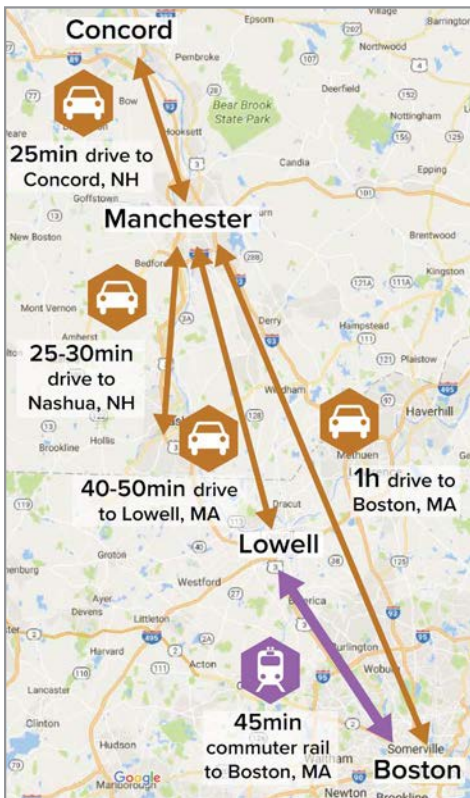 Village
Concord
Epsom
Barrington
Northwood
Pembroke
Bow
Deerfield
Bear Brook
State Park
Nottingham
Hooksett
25min drive to
Concord, NH
Candia
Epping
Goffstown
Manchester
New Boston
Brentwood
Bedford
Kingston
Mont Vernon
Derry
Hampstead
Amherst
Plaistow
25-30min
drive to
Nashua, NH
Windham
Haverhill
Hollis
Brookline
Methuen
1h drive to
Boston, MA
40-50min drive
to Lowell, MA
Dracut
Lowell
Groton
Westford
Ayer
Devens
Littleton
Harvard
Acton
Burlington
Lancaster
45min
commuter rail
to Boston, MA
Clinton
Hudson
Waltham
Somerville
Boston
Google
Marlborough
Newton
Brookline